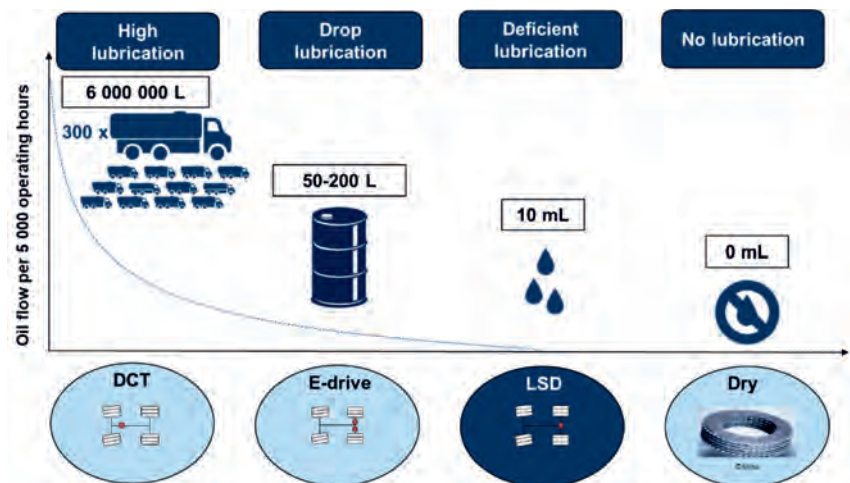 High
lubrication
Drop
lubrication
Deficient
lubrication
No lubrication
6 000 000 L
300 x
50-200 L
10 mL
0 mL
Oil flow per 5 000 operating hours
DCT
E-drive
LSD
Dry